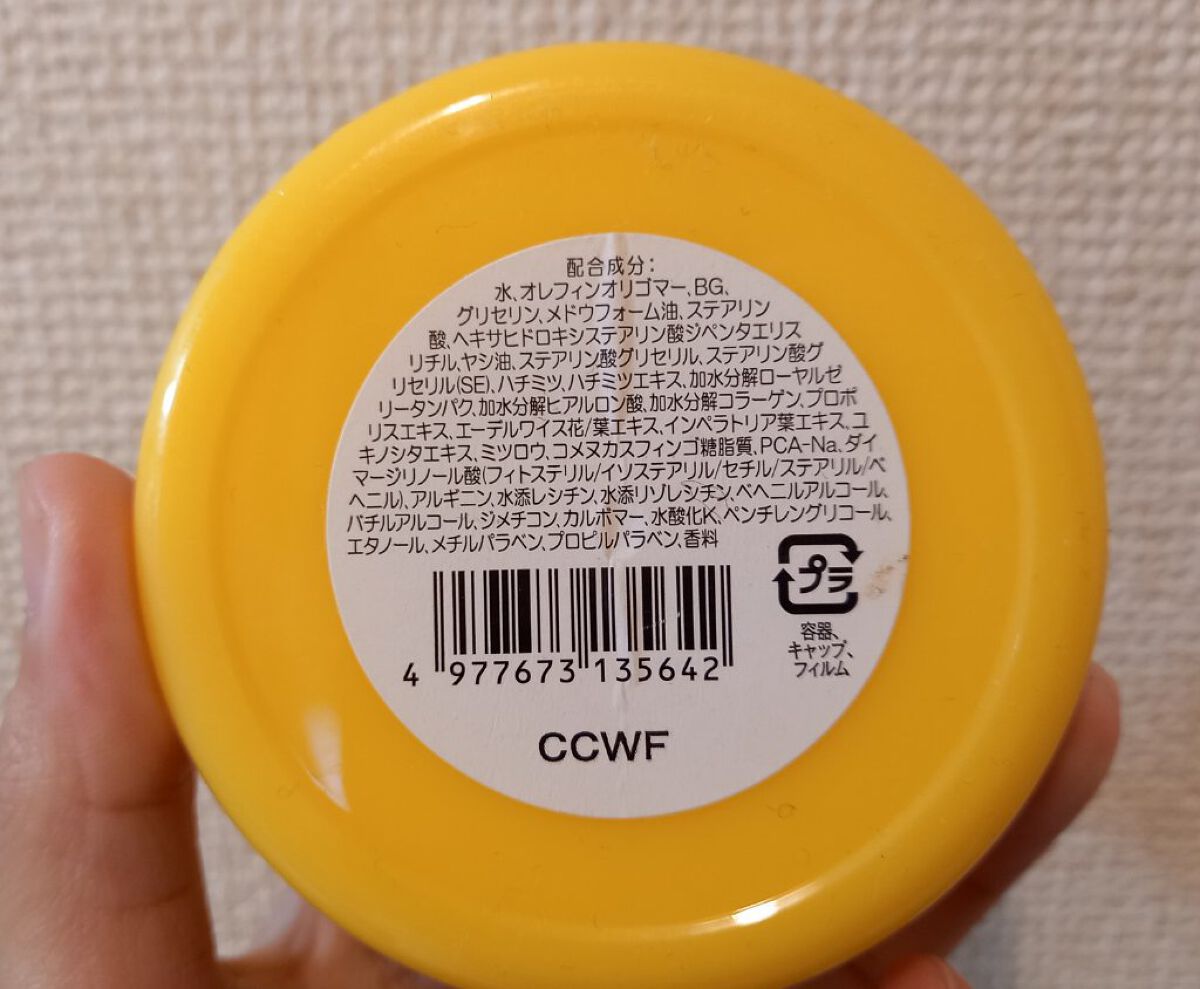 配合成分:
水、オレフィンオリゴマー、BG、
グリセリン、メドウフォーム油、ステアリン
酸、ヘキサヒドロキシステアリン酸ジペンタエリス
リチル、ヤシ油、ステアリン酸グリセリル、ステアリン酸グ
リセリル(SE)、ハチミツ、ハチミツエキス、加水分解ローヤルゼ
リータンパク、加水分解ヒアルロン酸、加水分解コラーゲン、プロポ
リスエキス、エーデルワイス花/葉エキス、インペラトリア葉エキス、ユ
キノシタエキス、ミツロウ、コメヌカスフィンゴ糖脂質、PCA-Na、ダイ
マージリノール酸(フィトステリル/イソステアリル/セチル/ステアリル/ベ
ヘニル)、アルギニン、水添レシチン、水添リゾレシチン、ベヘニルアルコール、
バチルアルコール、ジメチコン、カルボマー、水酸化K、ペンチレングリコール、
エタノール、メチルパラベン、プロピルパラベン、香料
プラ
容器、
キャップ、
フィルム
4 977673 135642
CCWF